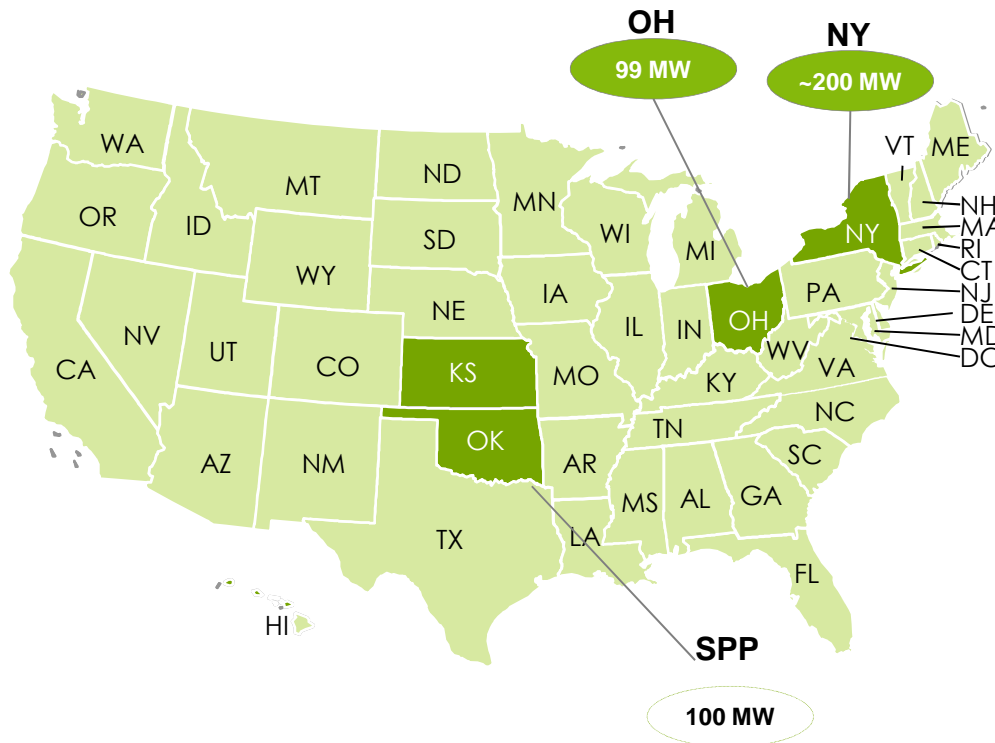 OH
99 MW
NY
~200 MW
WA
OR
ID
MT
ND
SD
MN
WI
MI
VT
ME
NH
MA
RI
CT
NJ
DE
MD
DC
NY
PA
OH
WY
NE
IA
IL
IN
WV
VA
NV
UT
CO
KS
MO
KY
CA
AZ
NM
OK
AR
TN
NC
SC
MS
AL
GA
TX
LA
FL
HI
SPP
100 MW